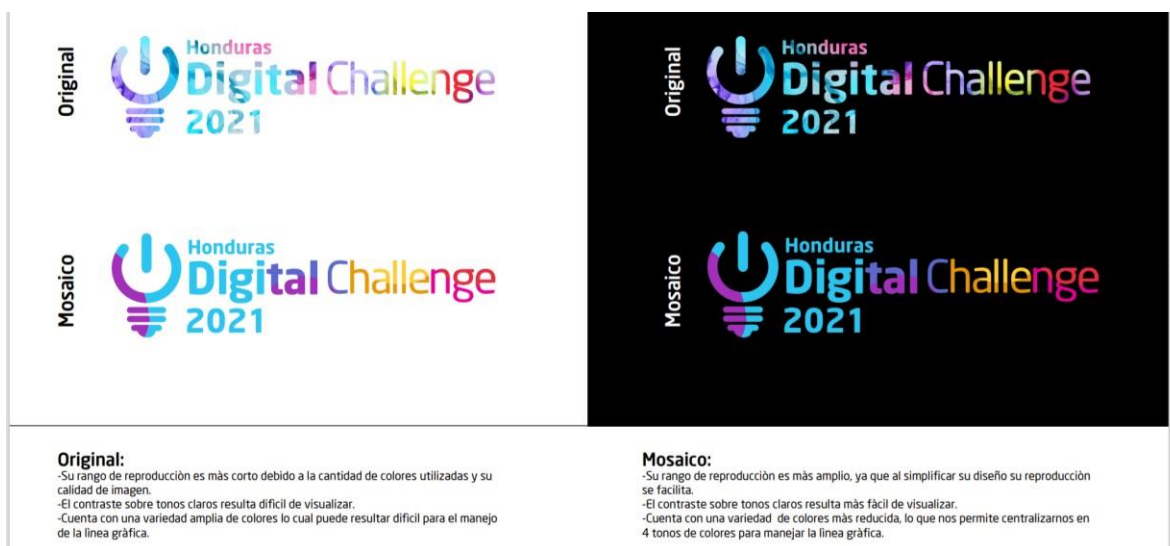 Original
Honduras
Digital Challenge
2021
Original
Honduras
Digital Challenge
2021
Mosaico
Honduras
Digital Challenge
2021
Mosaico
Honduras
Digital Challenge
2021
Original:
-Su rango de reproducciòn es màs corto debido a la cantidad de colores utilizadas y su
calidad de imagen.
-El contraste sobre tonos claros resulta dificil de visualizar.
-Cuenta con una variedad amplia de colores lo cual puede resultar dificil para el manejo
de la lìnea gràfica.
Mosaico:
-Su rango de reproducciòn es màs amplio, ya que al simplificar su diseño su reproducciòn
se facilita.
-El contraste sobre tonos claros resulta màs fàcil de visualizar.
-Cuenta con una variedad de colores màs reducida, lo que nos permite centralizarnos en
4 tonos de colores para manejar la lìnea gràfica.